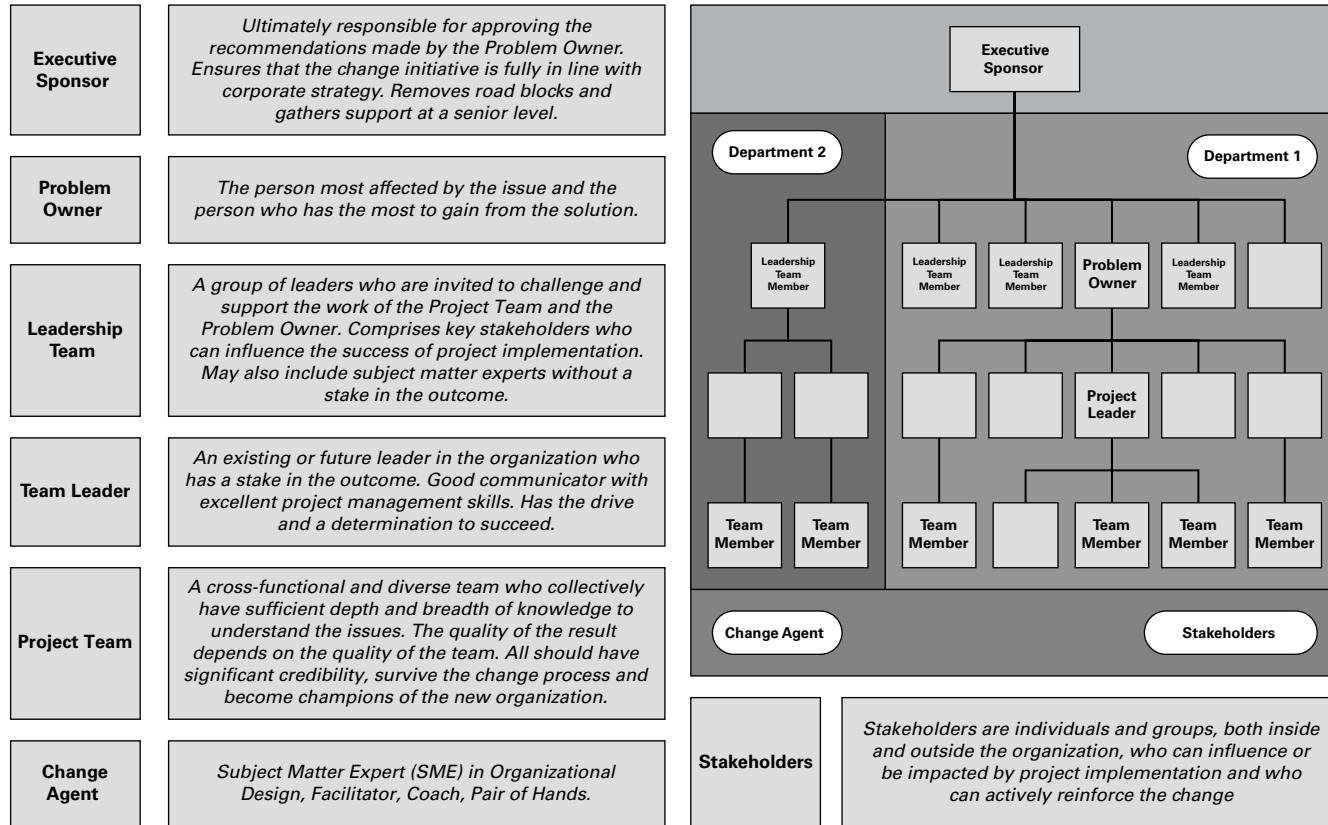 Executive
Sponsor
Ultimately responsible for approving the
recommendations made by the Problem Owner.
Ensures that the change initiative is fully in line with
corporate strategy. Removes road blocks and
gathers support at a senior level.
Problem
Owner
The person most affected by the issue and the
person who has the most to gain from the solution.
Leadership
Team
A group of leaders who are invited to challenge and
support the work of the Project Team and the
Problem Owner. Comprises key stakeholders who
can influence the success of project implementation.
May also include subject matter experts without a
stake in the outcome.
Team Leader
An existing or future leader in the organization who
has a stake in the outcome. Good communicator with
excellent project management skills. Has the drive
and a determination to succeed.
Project Team
A cross-functional and diverse team who collectively
have sufficient depth and breadth of knowledge to
understand the issues. The quality of the result
depends on the quality of the team. All should have
significant credibility, survive the change process and
become champions of the new organization.
Change
Agent
Subject Matter Expert (SME) in Organizational
Design, Facilitator, Coach, Pair of Hands.
Executive
Sponsor
Department 2
Department 1
Leadership
Team
Member
Leadership
Team
Member
Leadership
Team
Member
Problem
Owner
Leadership
Team
Member
Project
Leader
Team
Member
Team
Member
Team
Member
Team
Member
Team
Member
Team
Member
Change Agent
Stakeholders
Stakeholders
Stakeholders are individuals and groups, both inside
and outside the organization, who can influence or
be impacted by project implementation and who
can actively reinforce the change